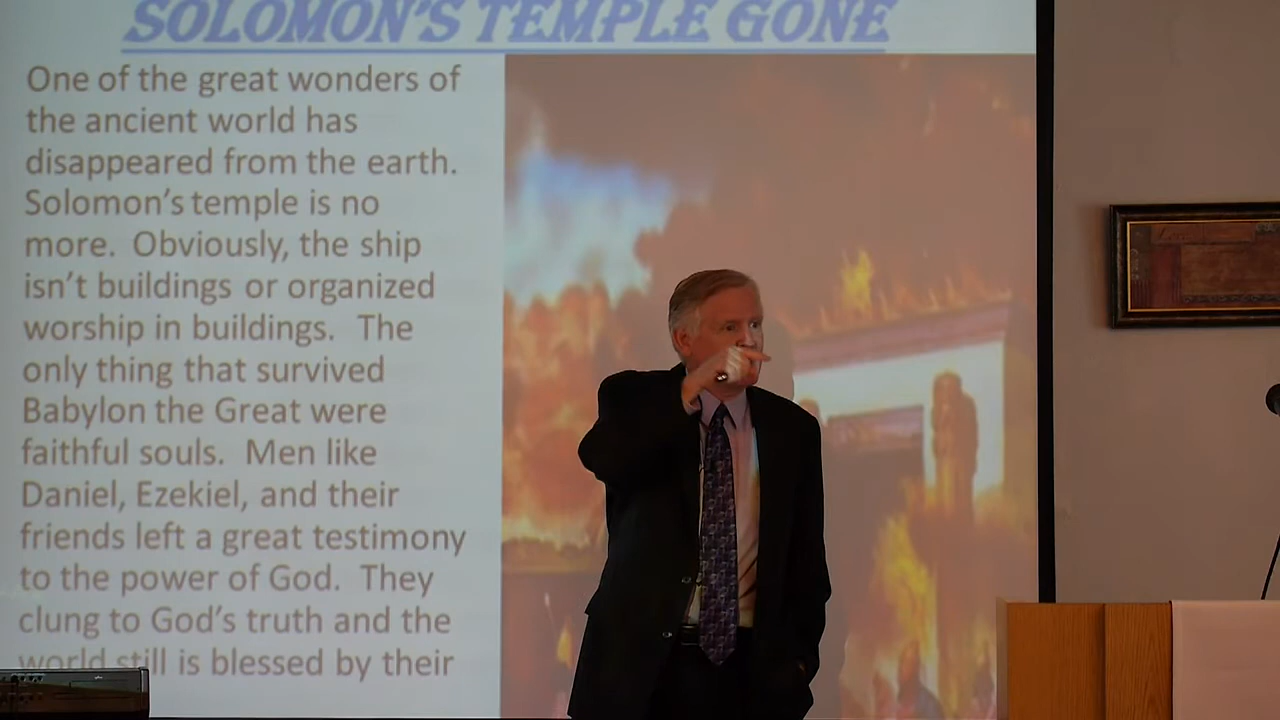 SOLOMON'S TEMPLE GONE
One of the great wonders of
the ancient world has
disappeared from the earth.
Solomon's temple is no
more.  Obviously, the ship
isn't buildings or organized
worship in buildings.  The
only thing that survived
Babylon the Great were
faithful souls.  Men like
Daniel, Ezekiel, and their
friends left a great testimony
to the power of God.  They
clung to God's truth and the
world still is blessed by their